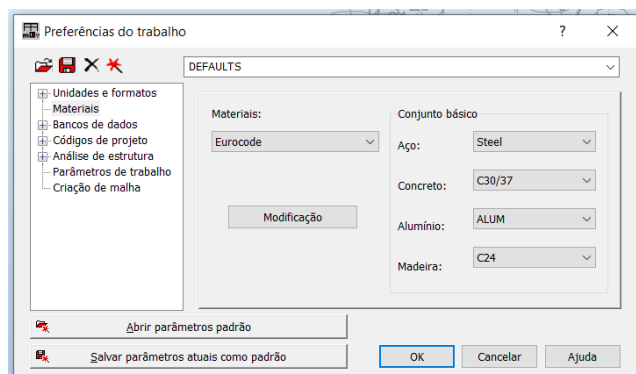 Preferências do trabalho
DEFAULTS
Unidades e formatos
Materiais
Bancos de dados
Códigos de projeto
Análise de estrutura
Parâmetros de trabalho
Criação de malha
Materiais:
Eurocode
Modificação
Conjunto básico
Aço:
Steel
Concreto:
C30/37
Alumínio:
ALUM
Madeira:
C24
Abrir parâmetros padrão
Salvar parâmetros atuais como padrão
OK
Cancelar
Ajuda